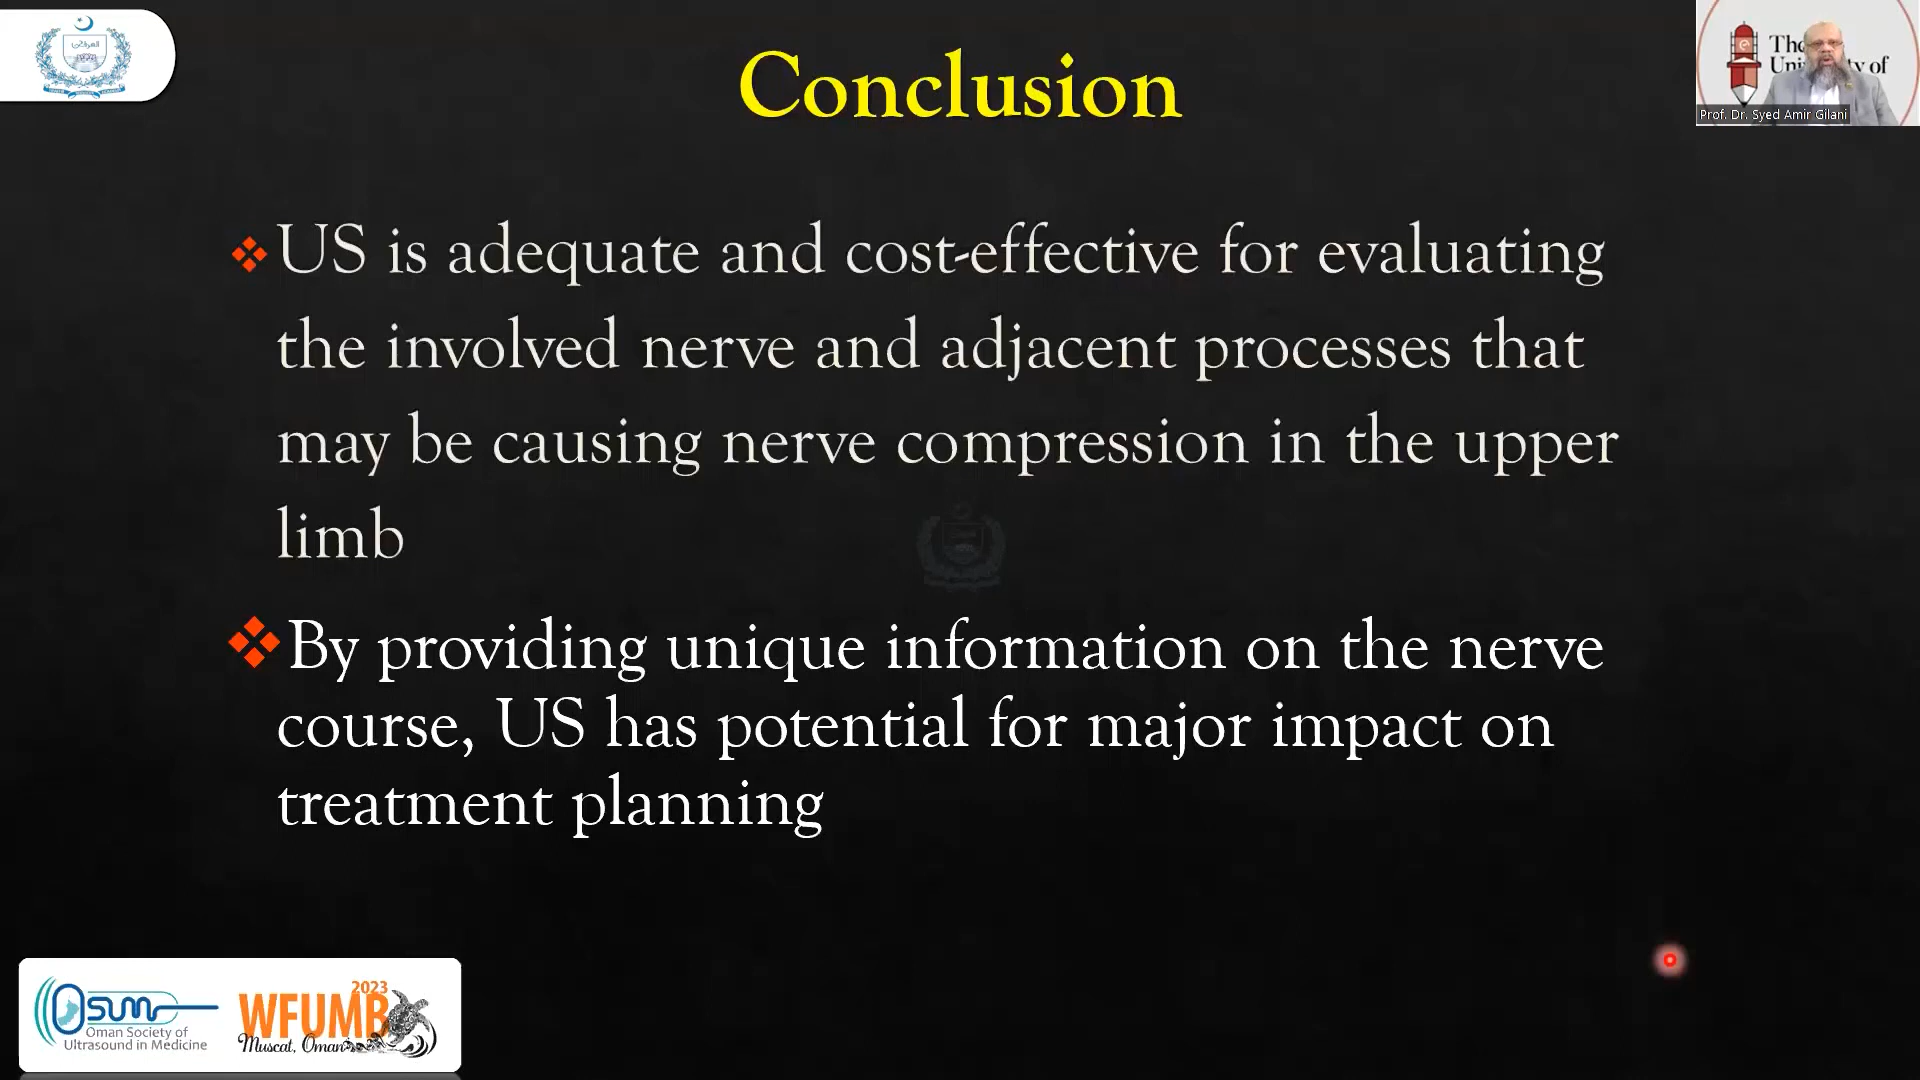 Conclusion
The
Prof. Dr. Syed Amir Gilani
❖US is adequate and cost-effective for evaluating
the involved nerve and adjacent processes that
may be causing nerve compression in the upper
limb
❖By providing unique information on the nerve
course, US has potential for major impact on
treatment planning
OSUM
Oman Society of
Ultrasound in Medicine
2023
WFUMB
Muscat, Oman